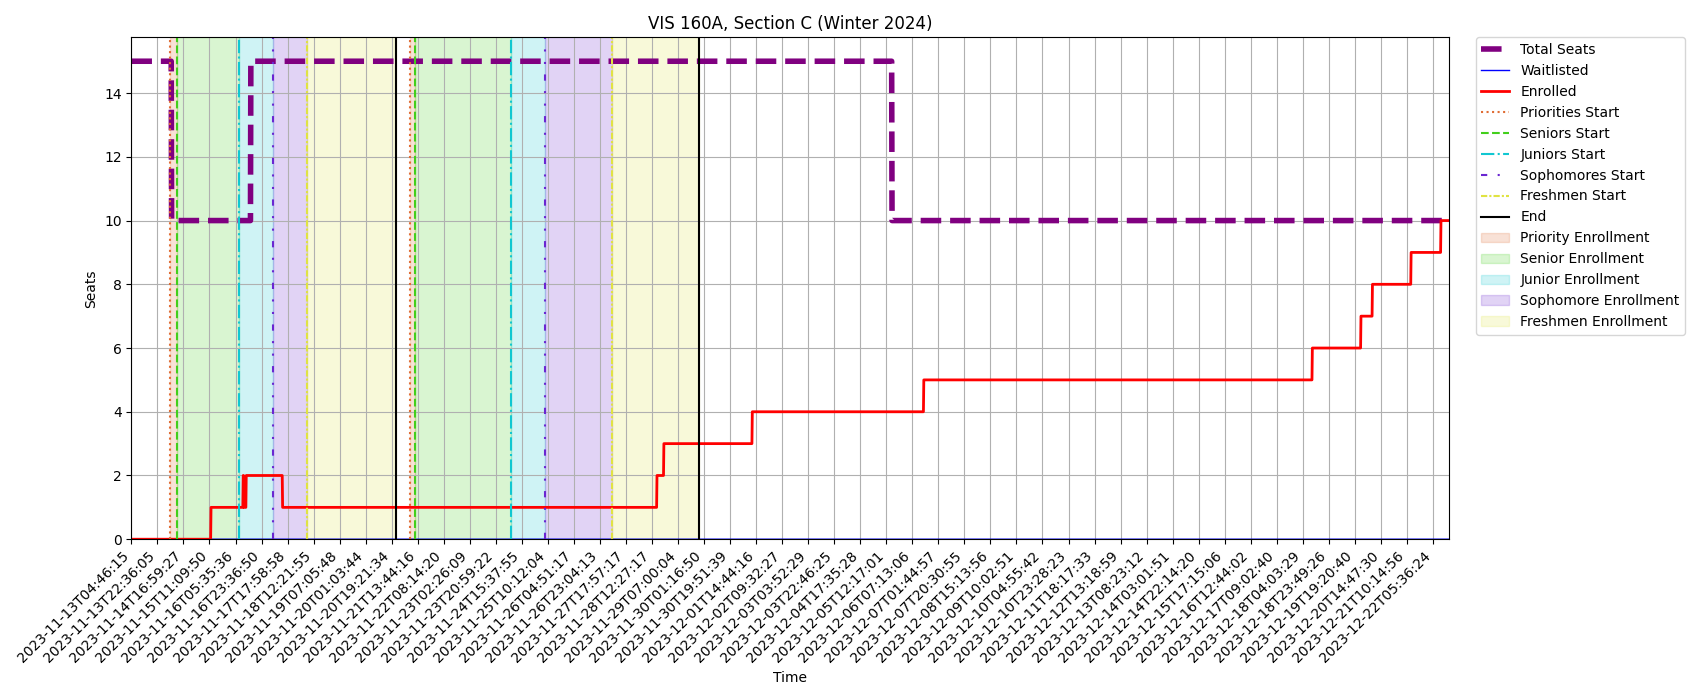 VIS 160A, Section C (Winter 2024)
Seats
14
12
10
8
6
4
2
0
2023-11-13T04:46:15
2023-11-13T22:36:05
2023-11-14T16:59:27
2023-11-15T11:09:50
2023-11-16T05:35:36
2023-11-16T23:36:50
2023-11-17T17:58:58
2023-11-18T12:21:55
2023-11-19T07:05:48
2023-11-20T01:03:44
2023-11-20T19:21:34
2023-11-21T13:44:16
2023-11-22T08:14:20
2023-11-23T02:26:09
2023-11-23T20:59:22
2023-11-24T15:37:55
2023-11-25T10:12:04
2023-11-26T04:51:17
2023-11-26T23:04:13
2023-11-27T17:57:17
2023-11-28T12:27:17
2023-11-29T07:00:04
2023-11-30T01:16:50
2023-11-30T19:51:39
2023-12-01T14:44:16
2023-12-02T09:32:27
2023-12-03T03:52:29
2023-12-03T22:46:25
2023-12-04T17:35:28
2023-12-05T12:17:01
2023-12-06T07:13:06
2023-12-07T01:44:57
2023-12-07T20:30:55
2023-12-08T15:13:56
2023-12-09T10:02:51
2023-12-10T04:55:42
2023-12-10T23:28:23
2023-12-11T18:17:33
2023-12-12T13:18:59
2023-12-13T08:23:12
2023-12-14T03:01:51
2023-12-14T22:14:20
2023-12-15T17:15:06
2023-12-16T12:44:02
2023-12-17T09:02:40
2023-12-18T04:03:29
2023-12-18T23:49:26
2023-12-19T19:20:40
2023-12-20T14:47:30
2023-12-21T10:14:56
2023-12-22T05:36:24
Time
Total Seats
Waitlisted
Enrolled
Priorities Start
Seniors Start
Juniors Start
Sophomores Start
Freshmen Start
End
Priority Enrollment
Senior Enrollment
Junior Enrollment
Sophomore Enrollment
Freshmen Enrollment